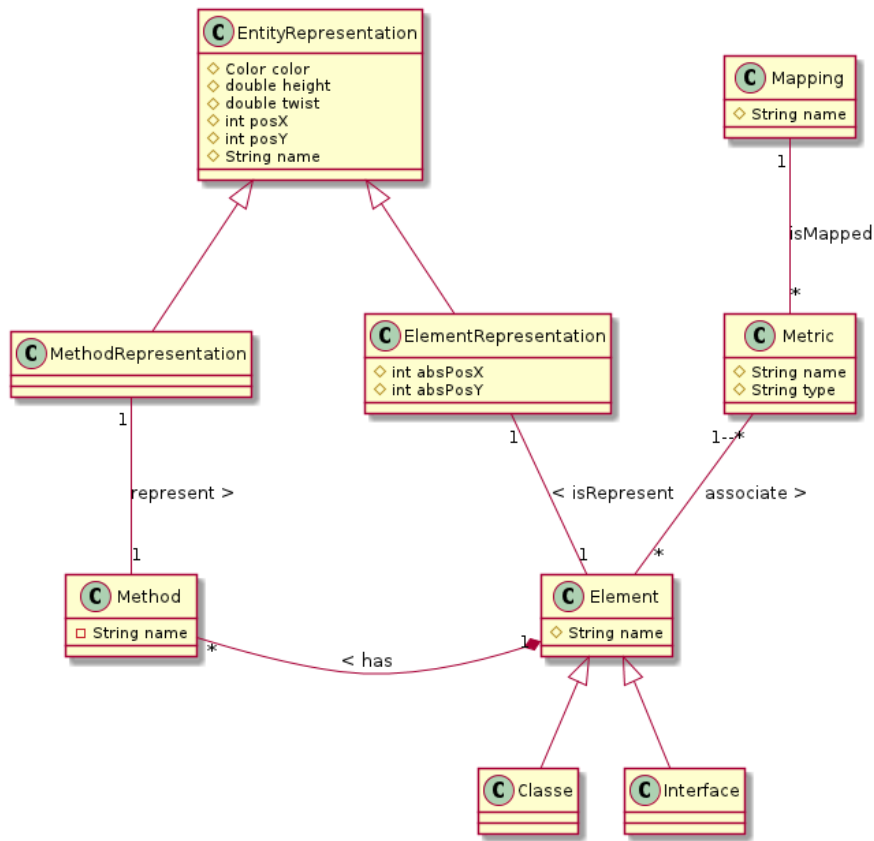 C EntityRepresentation
Color color
double height
double twist
int posX
int posY
String name
C Mapping
String name
1
isMapped
*
C MethodRepresentation
C ElementRepresentation
int absPosX
int absPosY
C Metric
String name
String type
1
1
1--*
represent >
< isRepresent
associate >
1
1
*
C Method
String name
C Element
String name
*
< has
1
C Classe
C Interface